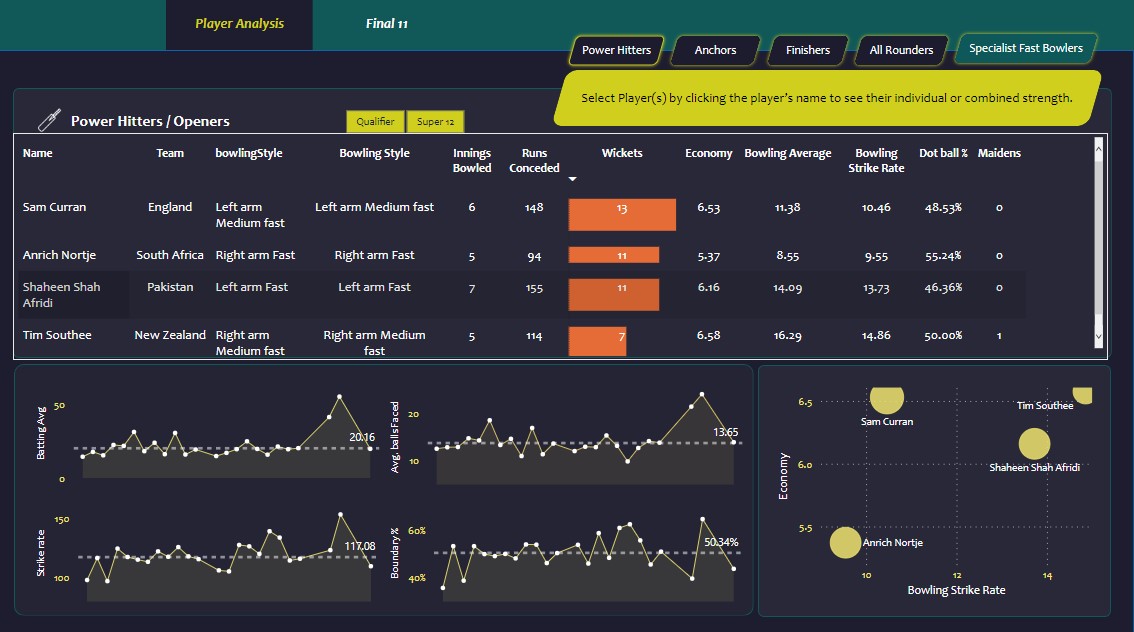 Player Analysis
Final 11
Power Hitters
Anchors
Finishers
All Rounders
Specialist Fast Bowlers
Select Player(s) by clicking the player's name to see their individual or combined strength.
Power Hitters / Openers
Qualifier
Super 12
Name Team bowlingStyle Bowling Style Innings Bowled Runs Conceded Wickets Economy Bowling Average Bowling Strike Rate Dot ball % Maidens
Sam Curran England Left arm Medium fast Left arm Medium fast 6 148 13 6.53 11.38 10.46 48.53% 0
Anrich Nortje South Africa Right arm Fast Right arm Fast 5 94 11 5.37 8.55 9.55 55.24% 0
Shaheen Shah Afridi Pakistan Left arm Fast Left arm Fast 7 155 11 6.16 14.09 13.73 46.36% 0
Tim Southee New Zealand Right arm Medium fast Right arm Medium fast 5 114 7 6.58 16.29 14.86 50.00% 1
Batting Avg
50
0
20.16
Avg. Balls Faced
20
10
13.65
Strike rate
150
100
117.08
Boundary %
60%
40%
50.34%
Economy
6.5
6.0
5.5
Sam Curran
Tim Southee
Shaheen Shah Afridi
Anrich Nortje
10
12
14
Bowling Strike Rate